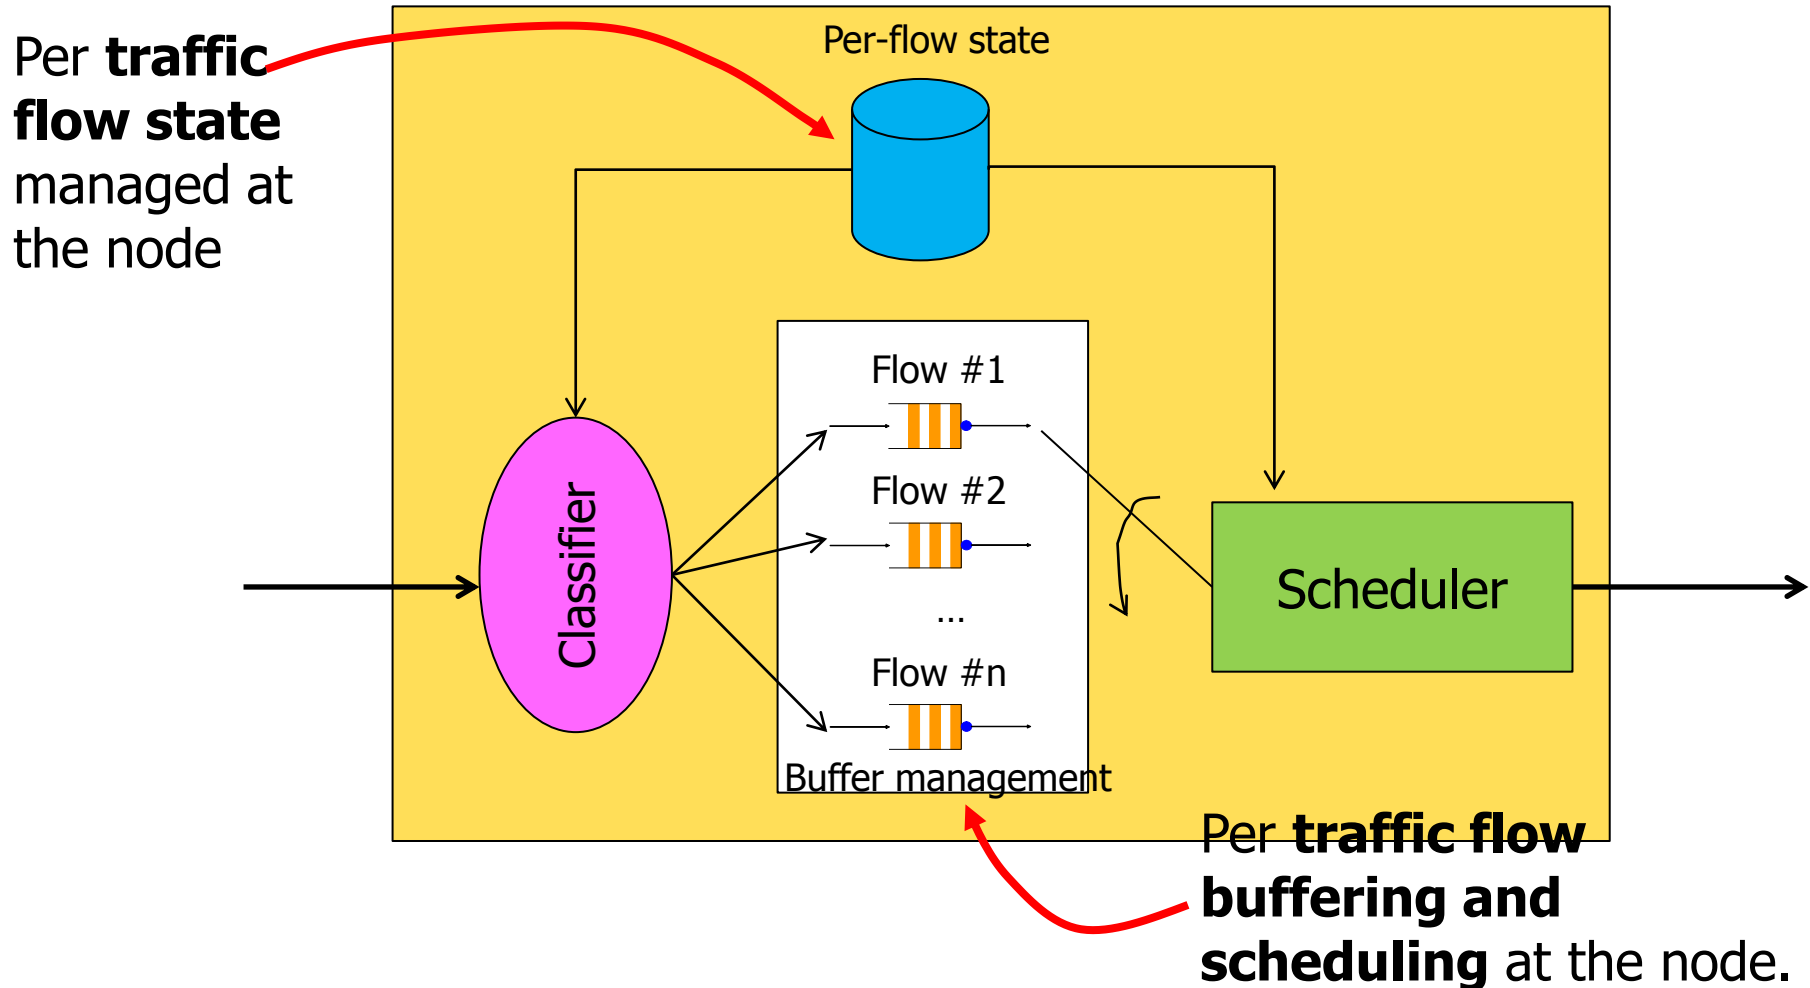 Per traffic
flow state
managed at
the node
Per-flow state
Flow #1
Flow #2
...
Flow #n
Buffer management
Classifier
Scheduler
Per traffic flow
buffering and
scheduling at the node.